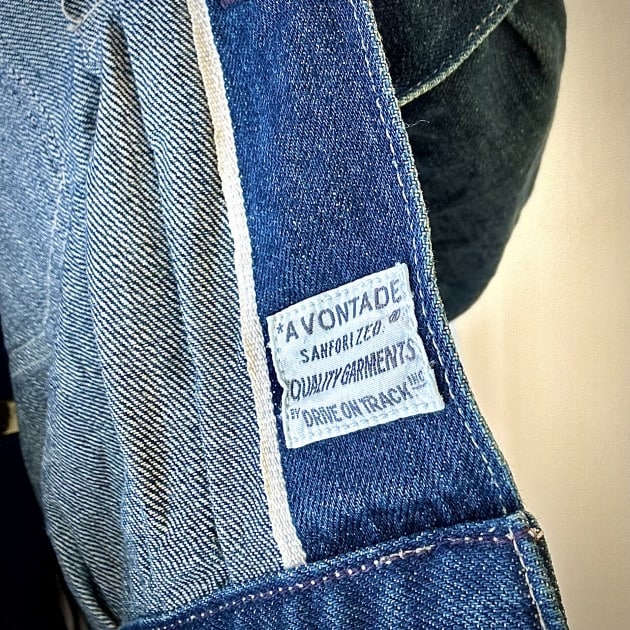 *A VONTADE ®
SANFORIZED.
QUALITY GARMENTS
BY DRIVE ON TRACK INC